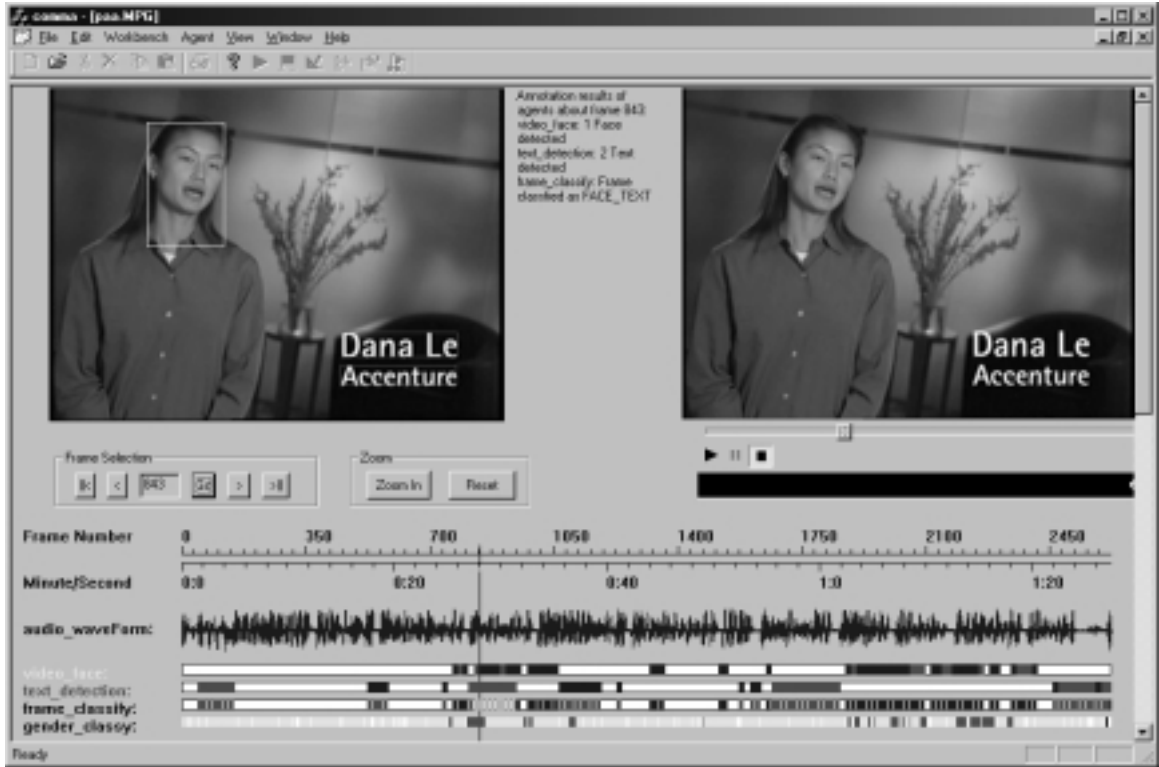 comma - [paa.MPG]
File Edit Workbench Agent View Window Help
Annotation results of
agents about frame 843:
video_face: 1 Face
detected
text_detection: 2 Text
detected
frame_classify: Frame
classified as FACE_TEXT
Dana Le
Accenture
Dana Le
Accenture
Frame Selection
|< < 843 Go > >|
Zoom
Zoom In Reset
Frame Number 0 350 700 1050 1400 1750 2100 2450
Minute/Second 0:0 0:20 0:40 1:0 1:20
audio_waveForm:
video_face:
text_detection:
frame_classify:
gender_classy:
Ready